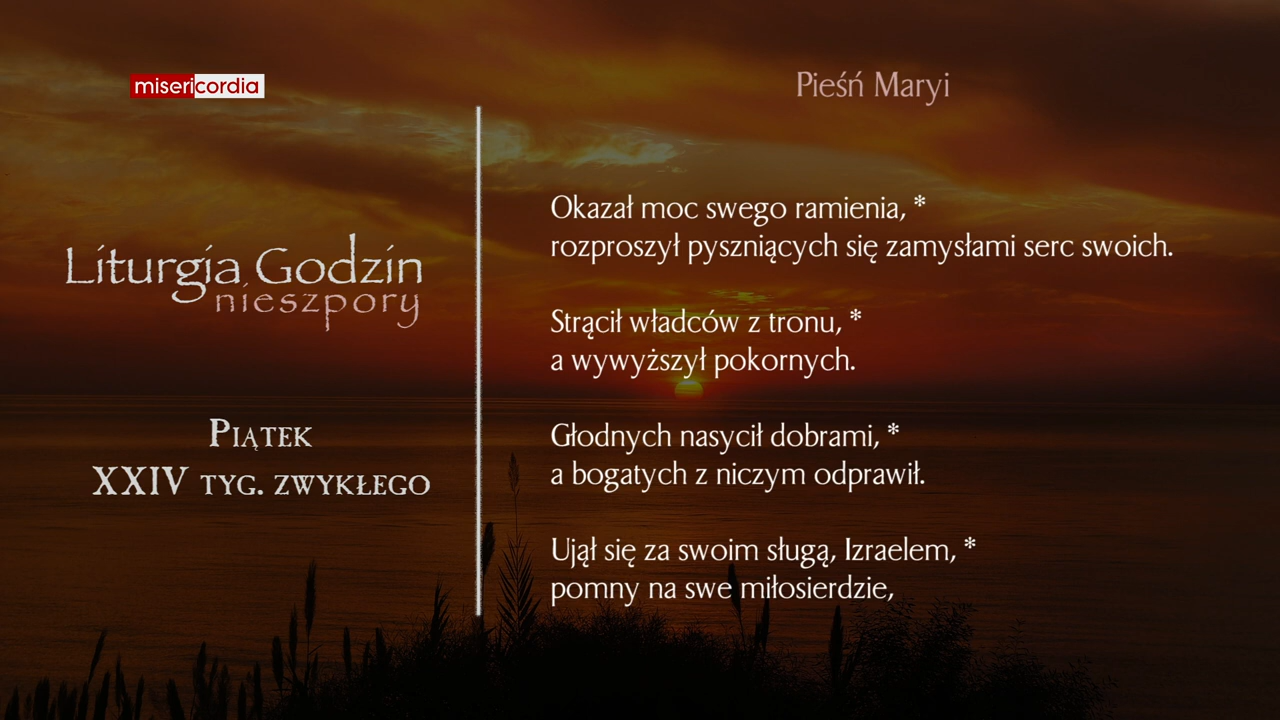 misericordia
Liturgia Godzin
nieszpory
Piątek
XXIV tyg. zwykłego
Pieśń Maryi
Okazał moc swego ramienia, *
rozproszył pyszniących się zamysłami serc swoich.
Strącił władców z tronu, *
a wywyższył pokornych.
Głodnych nasycił dobrami, *
a bogatych z niczym odprawił.
Ujął się za swoim sługą, Izraelem, *
pomny na swe miłosierdzie,